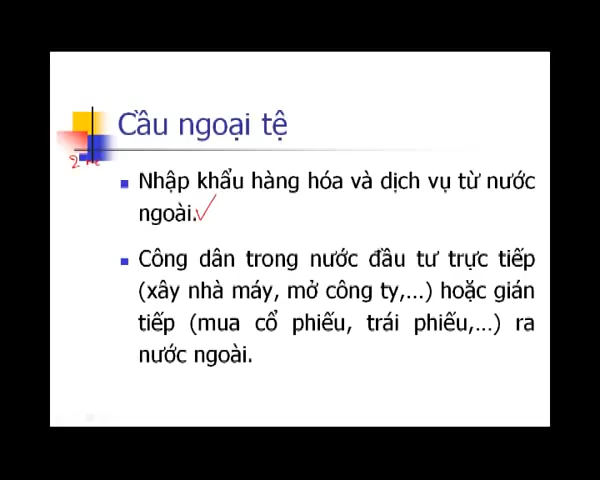 Cầu ngoại tệ
Nhập khẩu hàng hóa và dịch vụ từ nước
ngoài.
Công dân trong nước đầu tư trực tiếp
(xây nhà máy, mở công ty,...) hoặc gián
tiếp (mua cổ phiếu, trái phiếu,...) ra
nước ngoài.